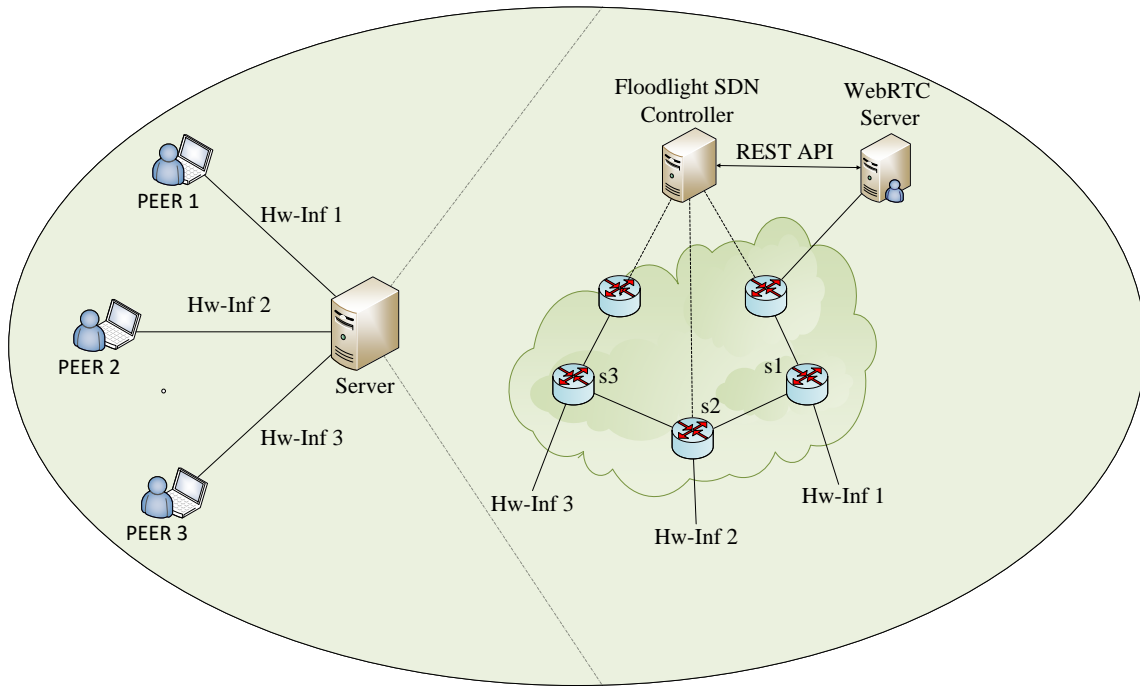 Floodlight SDN
Controller
WebRTC
Server
REST API
PEER 1
Hw-Inf 1
Hw-Inf 2
PEER 2
Server
Hw-Inf 3
PEER 3
s3
s1
s2
Hw-Inf 3
Hw-Inf 1
Hw-Inf 2